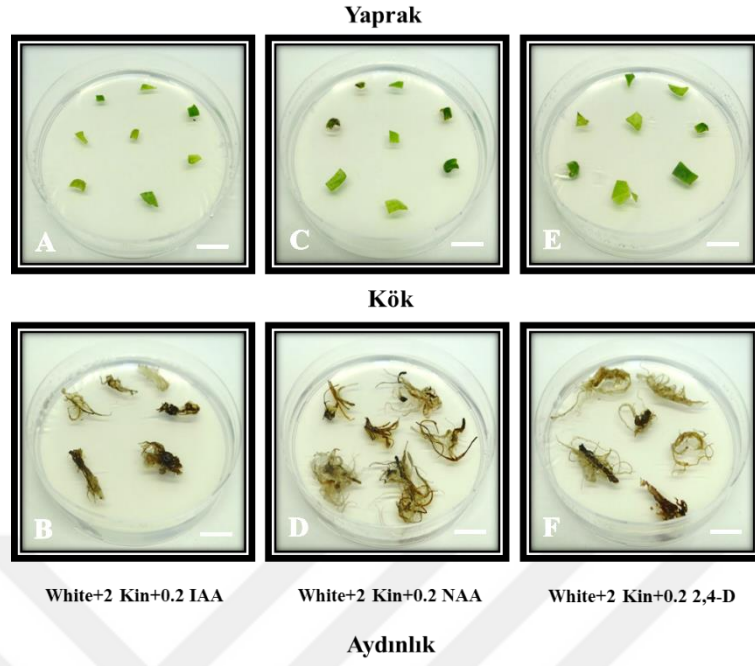 Yaprak
A
C
E
Kök
B
D
F
White+2 Kin+0.2 IAA
White+2 Kin+0.2 NAA
White+2 Kin+0.2 2,4-D
Aydınlık